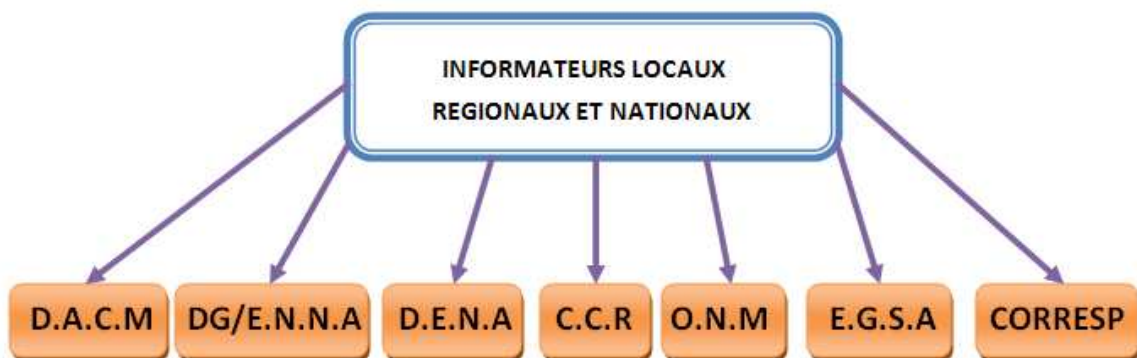 INFORMATEURS LOCAUX
REGIONAUX ET NATIONAUX
D.A.C.M
DG/E.N.N.A
D.E.N.A
C.C.R
O.N.M
E.G.S.A
CORRESP